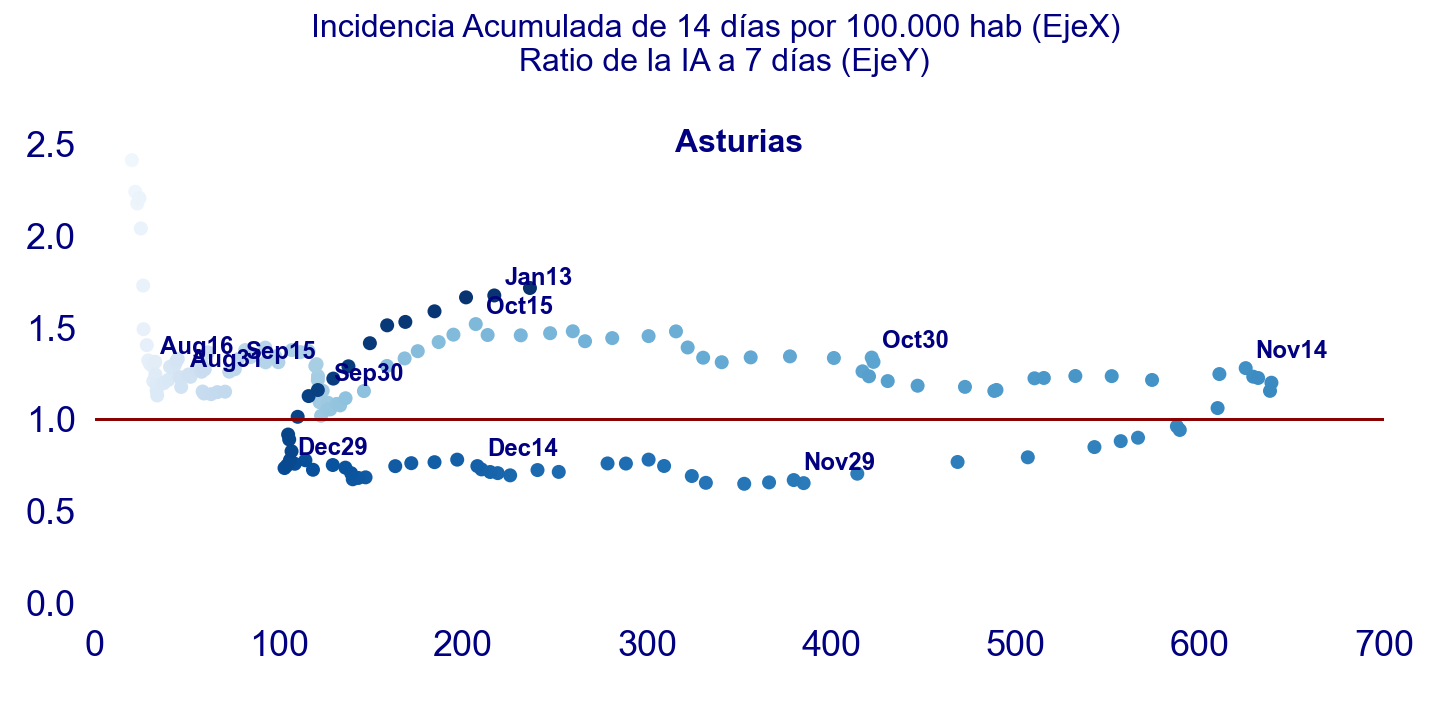 Incidencia Acumulada de 14 días por 100.000 hab (EjeX)
Ratio de la IA a 7 días (EjeY)
Asturias
2.5
2.0
1.5
1.0
0.5
0.0
Jan13
Oct15
Aug16
Sep15
Aug31
Sep30
Oct30
Nov14
Dec29
Dec14
Nov29
0 100 200 300 400 500 600 700